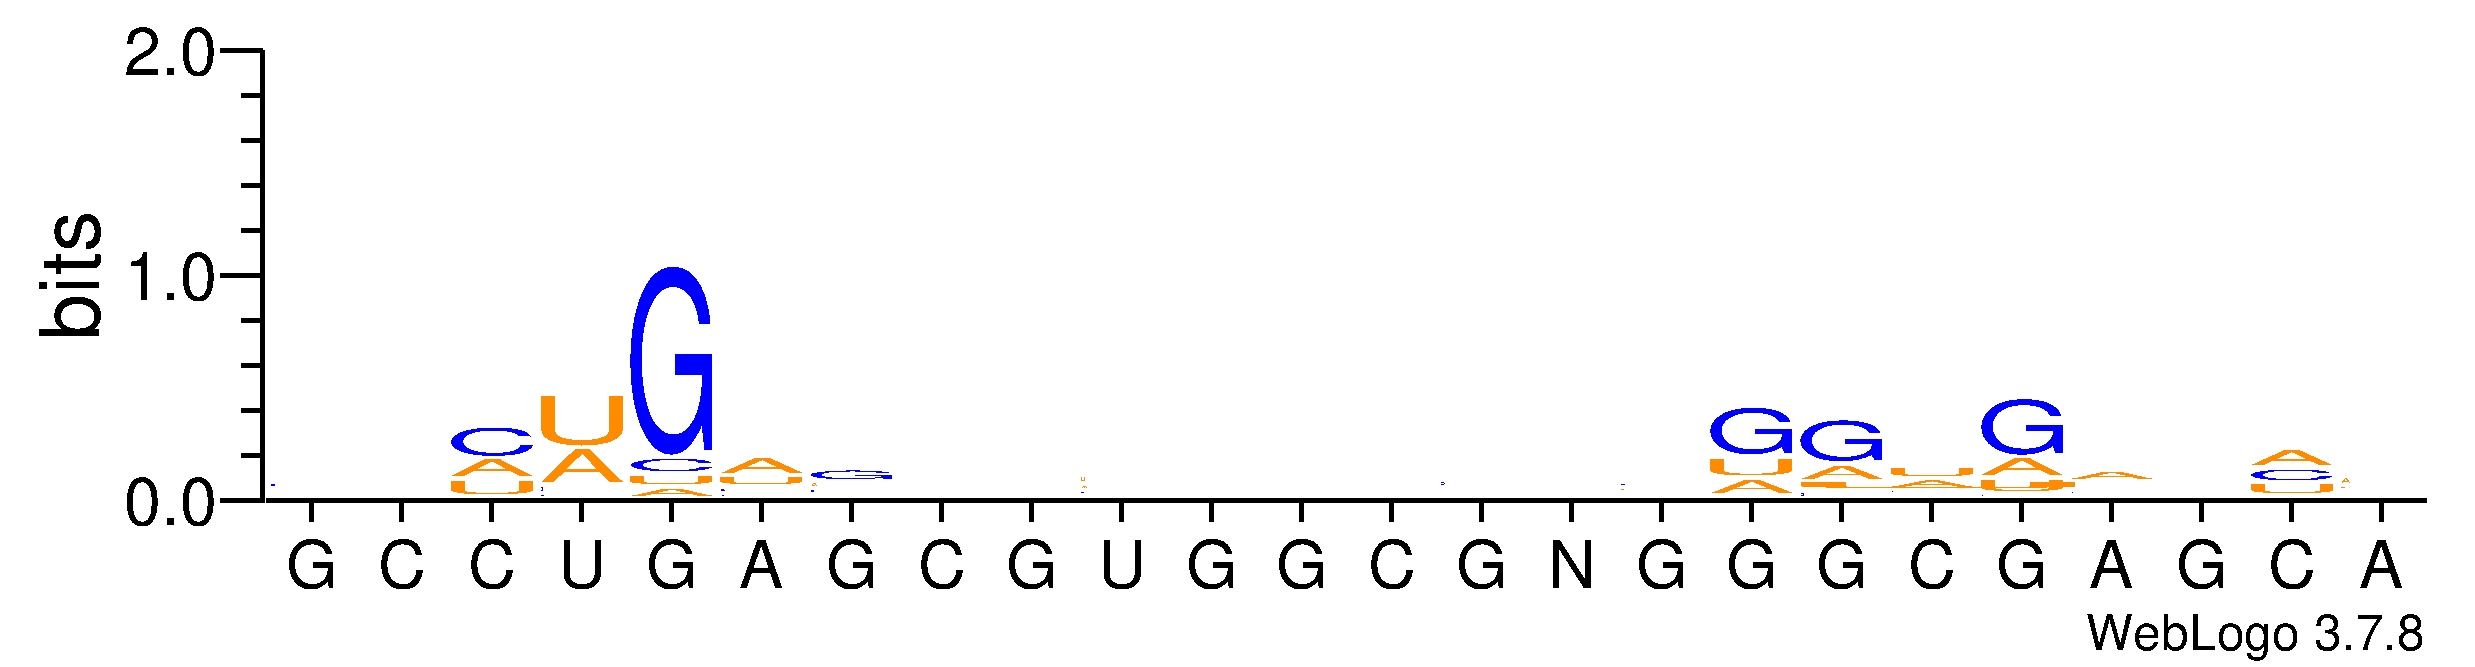 2.0
bits
1.0
0.0
C U G
A A C A C
U U A U
G G U G A A
U A A A C
A U U U
G C C U G A G C G U G G C G N G G G C G A G C A
WebLogo 3.7.8